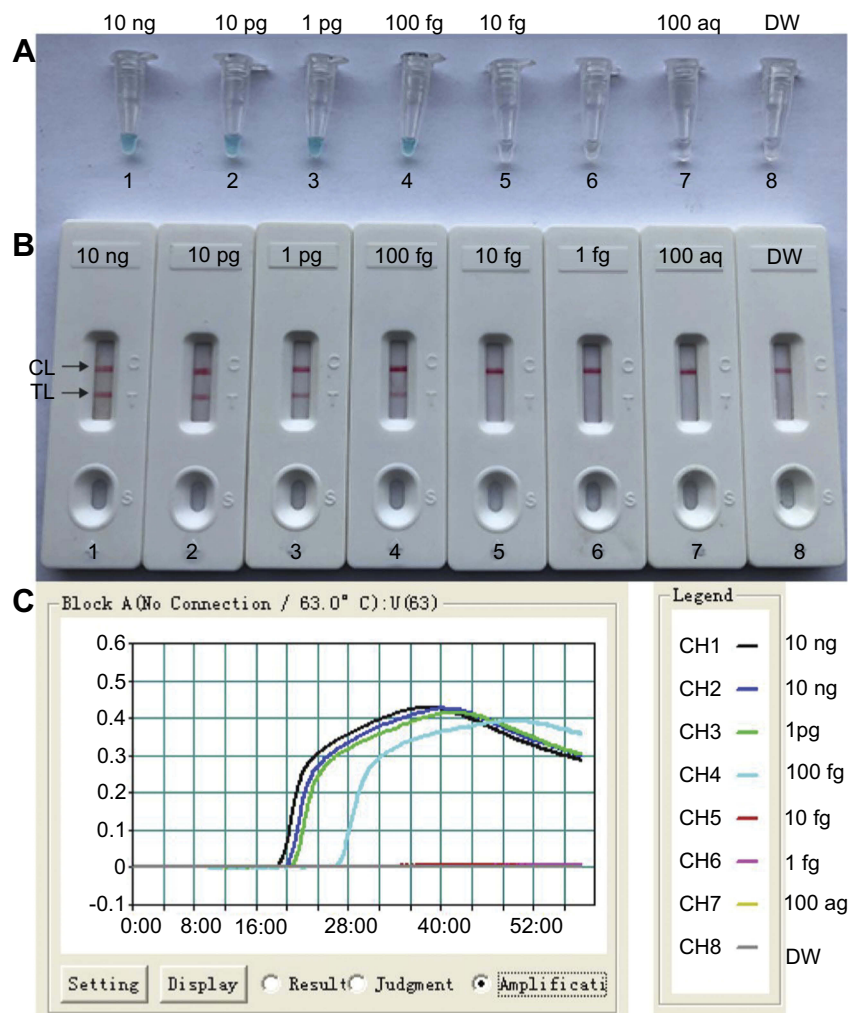 10 ng 10 pg 1 pg 100 fg 10 fg 100 aq DW
A
1 2 3 4 5 6 7 8
B
10 ng 10 pg 1 pg 100 fg 10 fg 1 fg 100 aq DW
CL C C C C C C C C
TL T T T T T T T T
S S S S S S S S
1 2 3 4 5 6 7 8
C
Block A(No Connection / 63.0° C):U(63)
0.6
0.5
0.4
0.3
0.2
0.1
0
-0.1
0:00 8:00 16:00 28:00 40:00 52:00
Setting Display Result Judgment Amplificati
Legend
CH1 10 ng
CH2 10 ng
CH3 1pg
CH4 100 fg
CH5 10 fg
CH6 1 fg
CH7 100 ag
CH8 DW